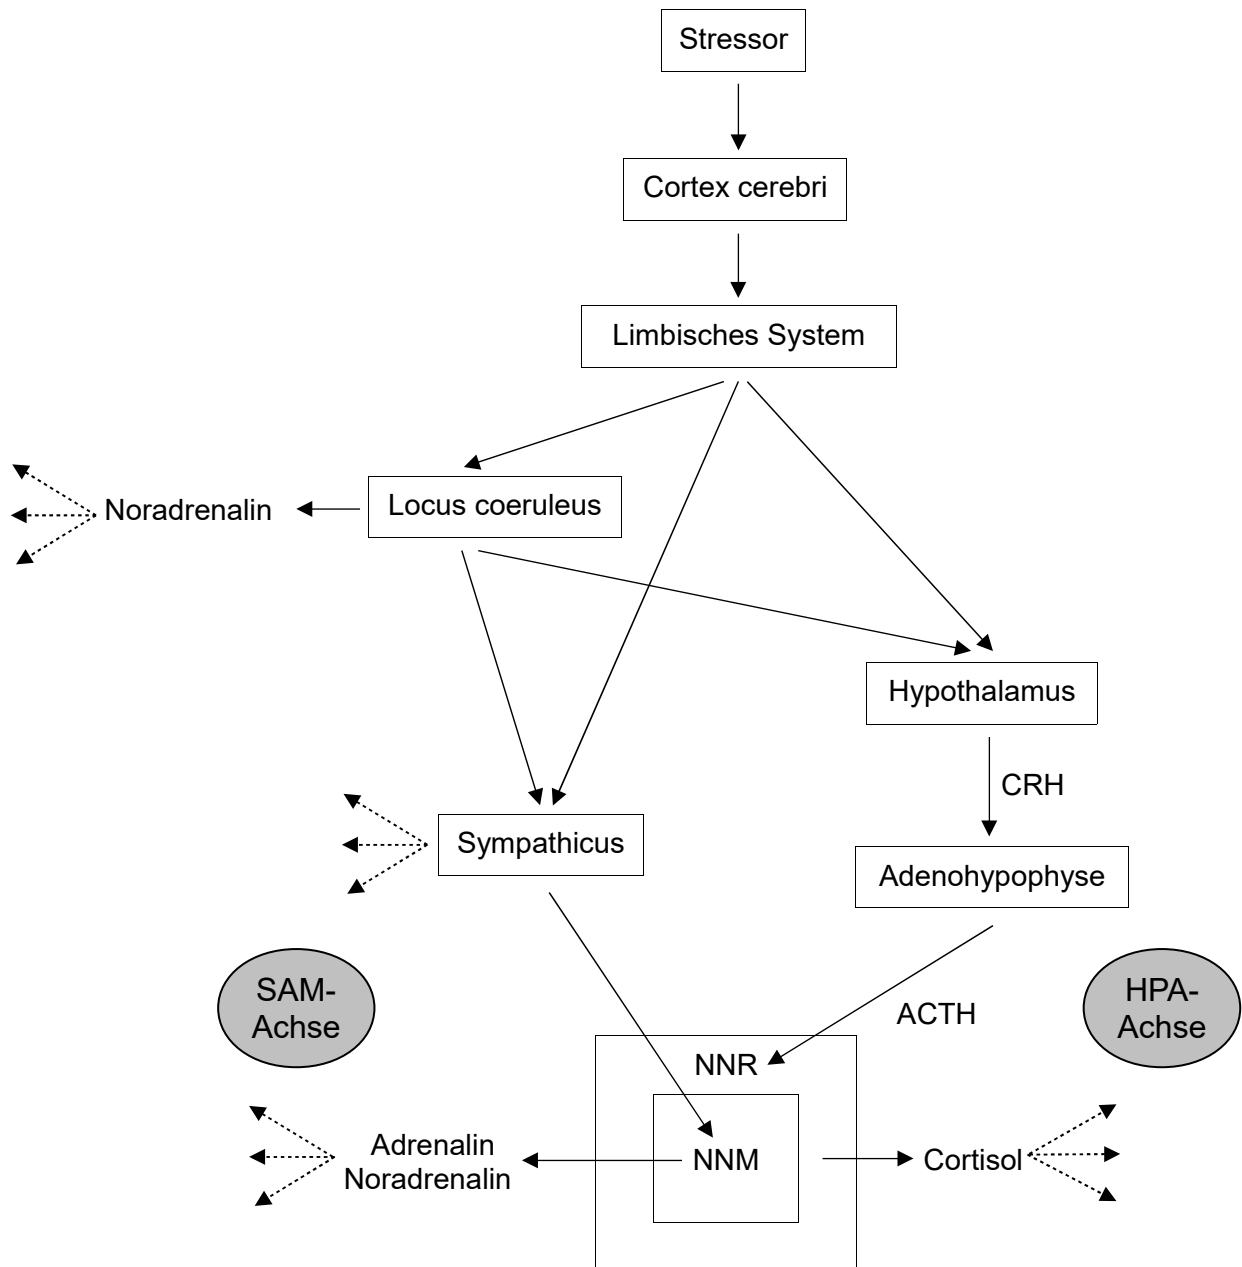 Stressor
Cortex cerebri
Limbisches System
Noradrenalin
Locus coeruleus
Hypothalamus
CRH
Sympathicus
Adenohypophyse
SAM-
Achse
HPA-
Achse
ACTH
NNR
Adrenalin
Noradrenalin
NNM
Cortisol